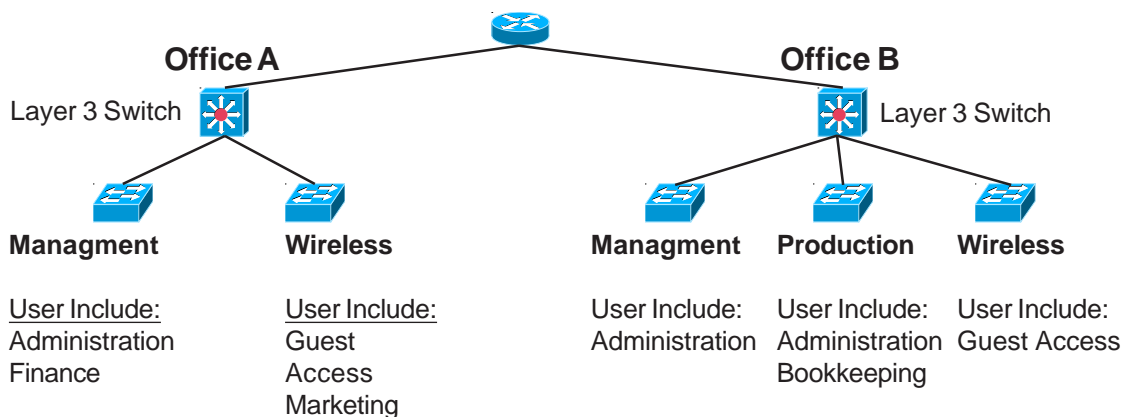 Office A
Office B
Layer 3 Switch
Layer 3 Switch
Managment
Wireless
Managment
Production
Wireless
User Include:
Administration
Finance
User Include:
Guest
Access
Marketing
User Include:
Administration
User Include:
Administration
Bookkeeping
User Include:
Guest Access